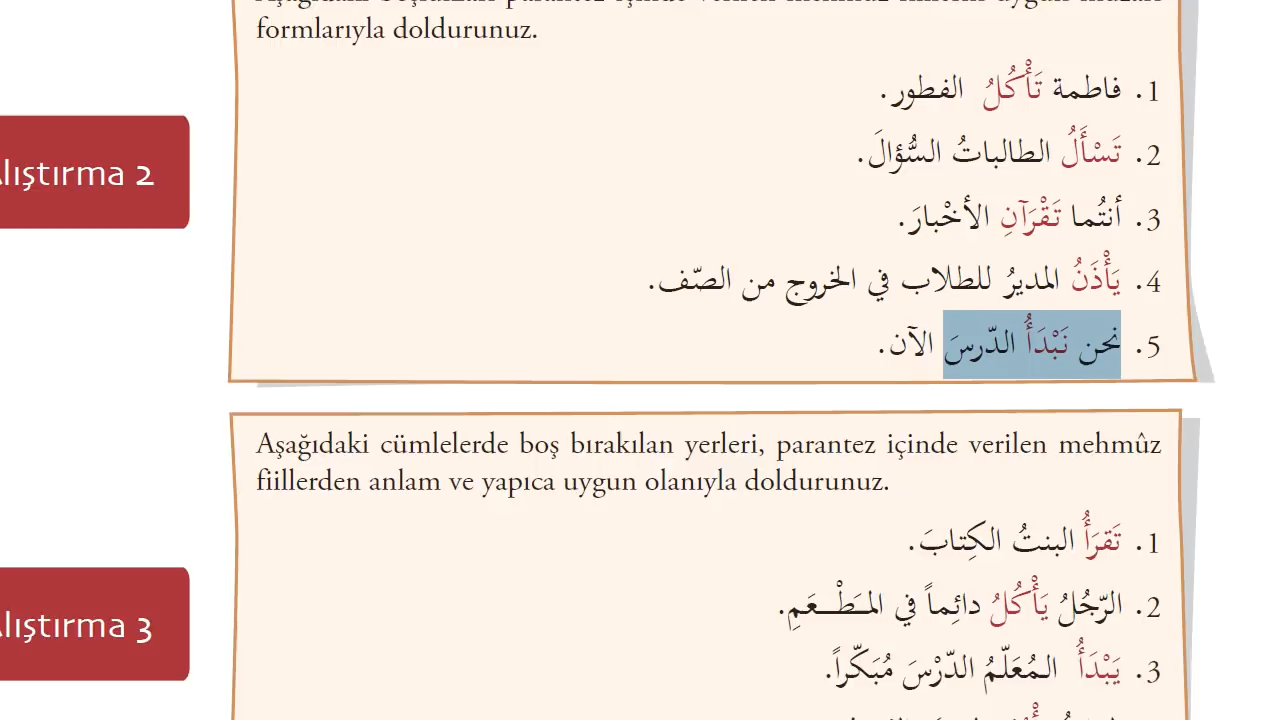 formlarıyla doldurunuz.
1. فاطمة تَأْكُلُ الفطور.
2. تَسْأَلُ الطالباتُ السُّؤالَ.
lıştırma 2
3. أنتُما تَقْرَآنِ الأخْبارَ.
4. يَأْذَنُ المديرُ للطلاب في الخروج من الصّف.
5. نحن نَبْدَأُ الدّرسَ الآن.
Aşağıdaki cümlelerde boş bırakılan yerleri, parantez içinde verilen mehmûz
fiillerden anlam ve yapıca uygun olanıyla doldurunuz.
1. تَقرَأُ البنتُ الكِتابَ.
2. الرّجُلُ يَأْكُلُ دائِماً في المَطْعَمِ.
lıştırma 3
3. يَبْدَأُ المُعَلّمُ الدّرْسَ مُبَكّراً.